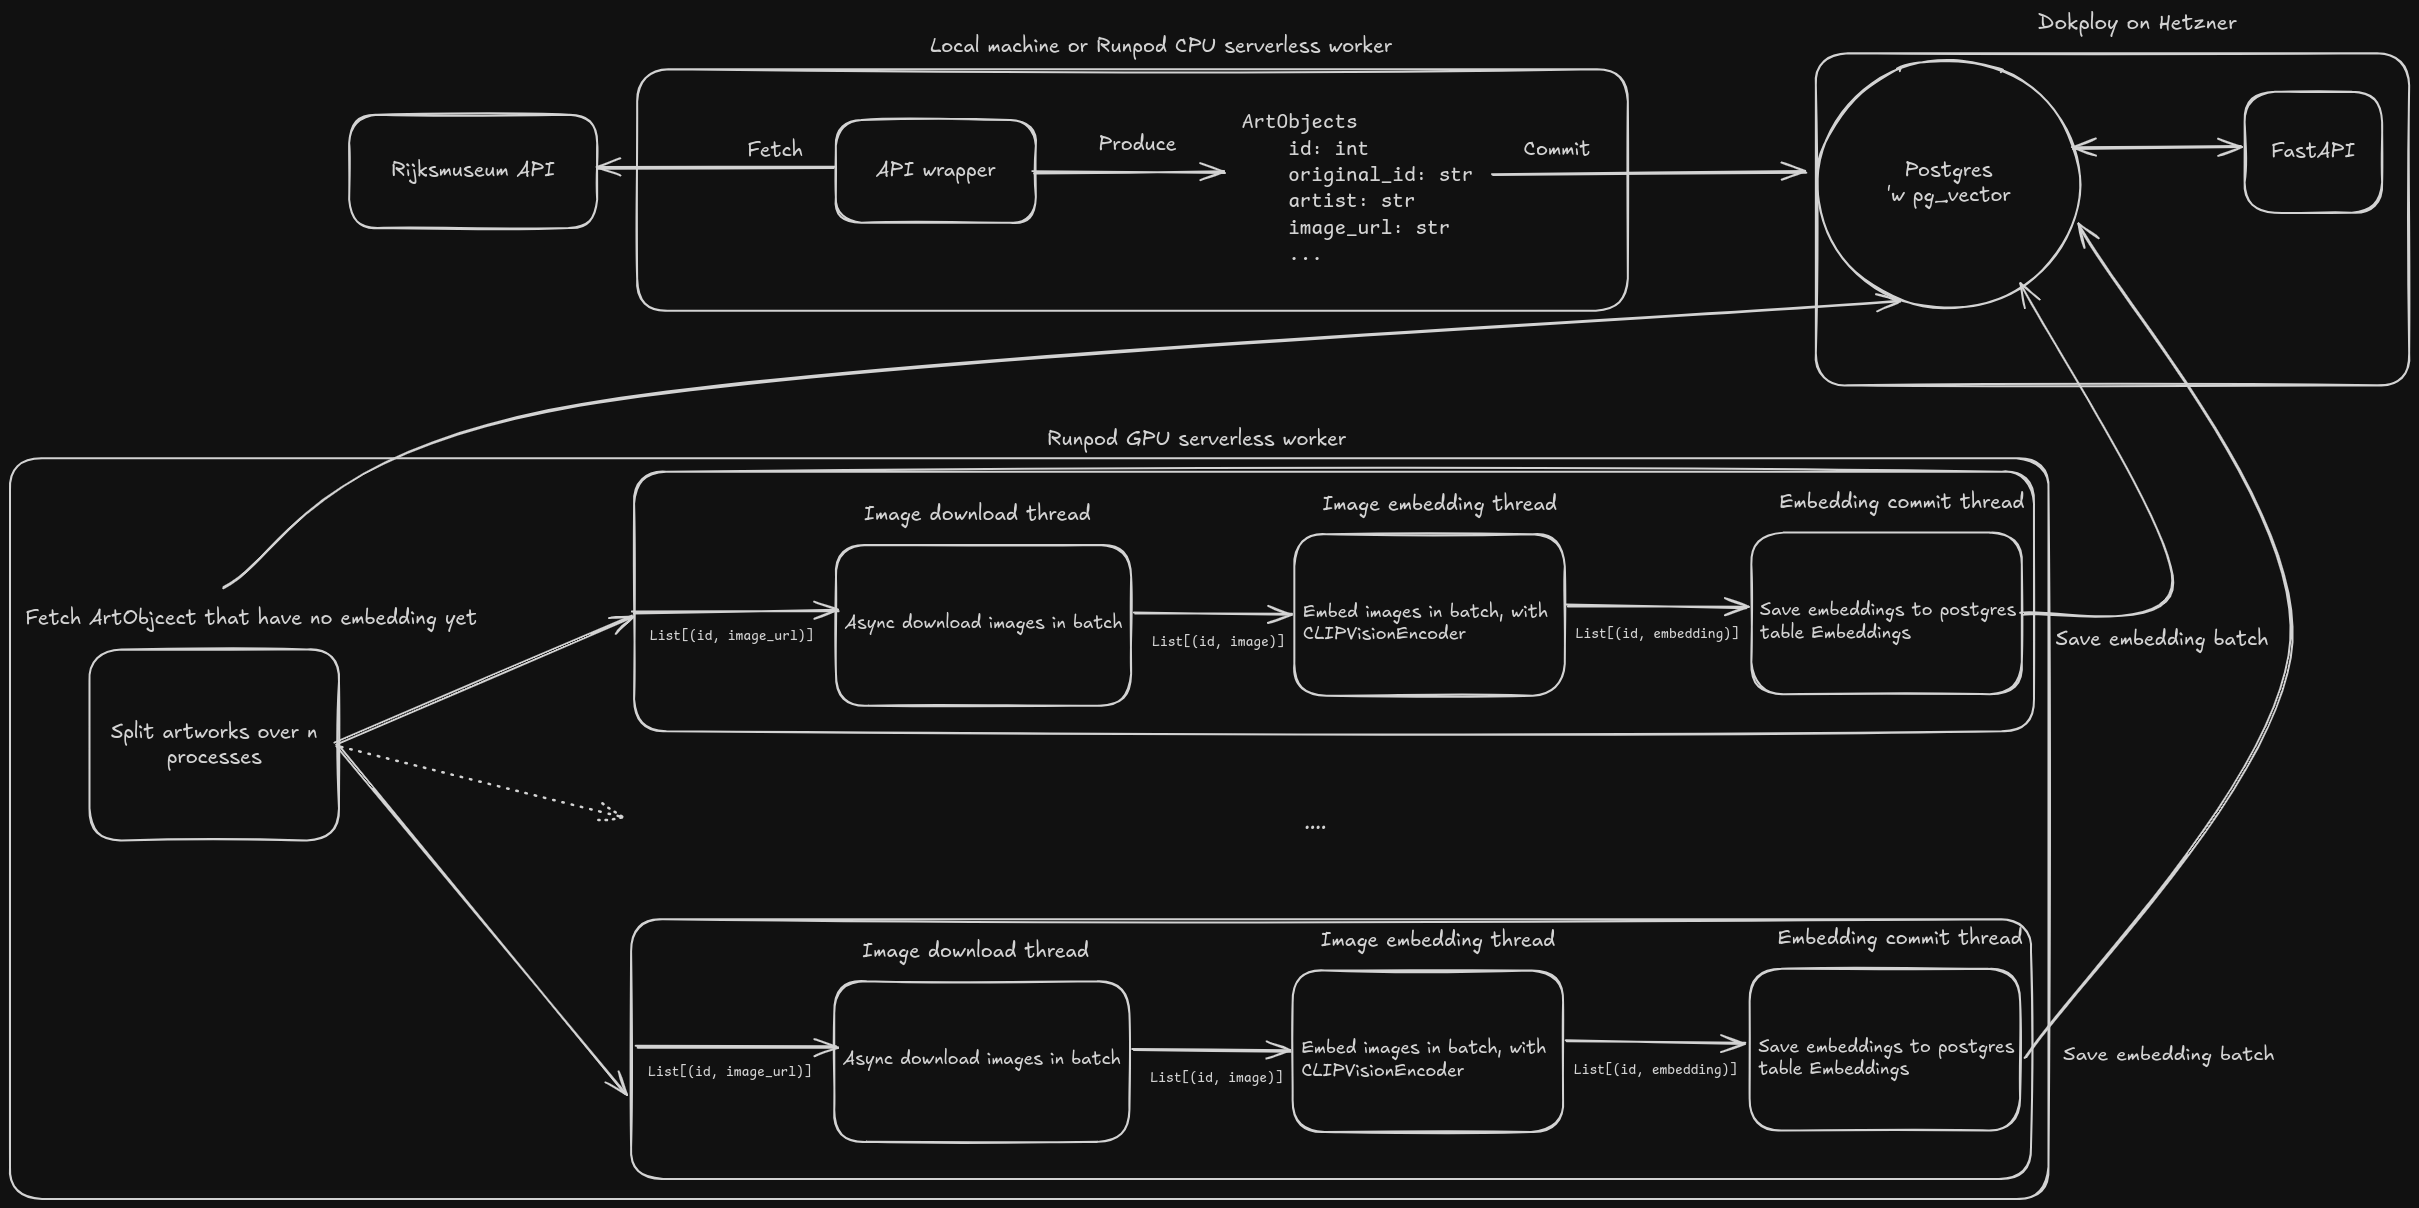 Dokploy on Hetzner
Local machine or Runpod CPU serverless worker
Rijksmuseum API
Fetch
API wrapper
Produce
ArtObjects
id: int
original_id: str
artist: str
image_url: str
...
Commit
Postgres
'w pg_vector
FastAPI
Runpod GPU serverless worker
Fetch ArtObjcect that have no embedding yet
Split artworks over n
processes
Image download thread
Image embedding thread
Embedding commit thread
List[(id, image_url)]
Async download images in batch
List[(id, image)]
Embed images in batch, with
CLIPVisionEncoder
List[(id, embedding)]
Save embeddings to postgres
table Embeddings
Save embedding batch
....
Image download thread
Image embedding thread
Embedding commit thread
List[(id, image_url)]
Async download images in batch
List[(id, image)]
Embed images in batch, with
CLIPVisionEncoder
List[(id, embedding)]
Save embeddings to postgres
table Embeddings
Save embedding batch